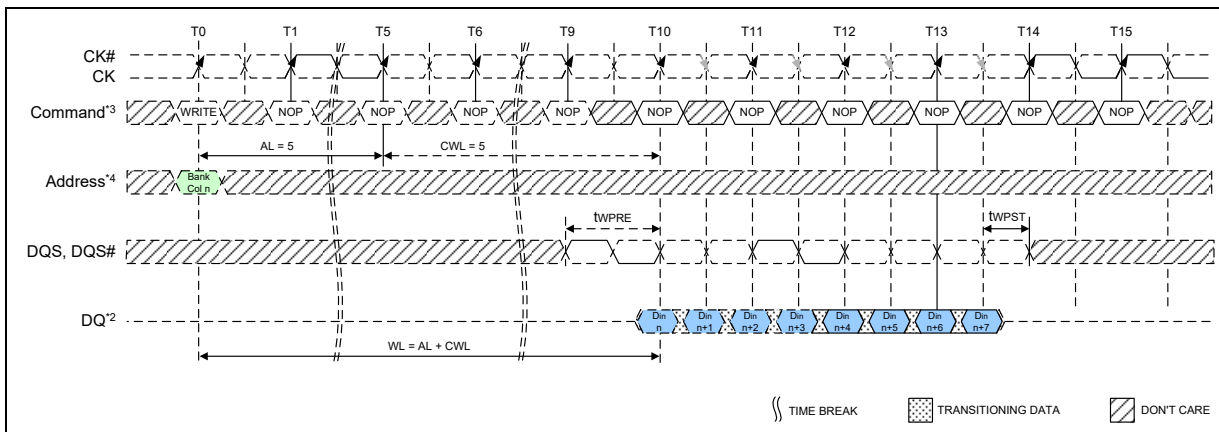 T0 T1 T5 T6 T9 T10 T11 T12 T13 T14 T15
CK#
CK
Command*3 WRITE NOP NOP NOP NOP NOP NOP NOP NOP NOP NOP
AL = 5 CWL = 5
Address*4 Bank
Col n
tWPRE tWPST
DQS, DQS#
DQ*2 Din n Din n+1 Din n+2 Din n+3 Din n+4 Din n+5 Din n+6 Din n+7
WL = AL + CWL
TIME BREAK TRANSITIONING DATA DON'T CARE